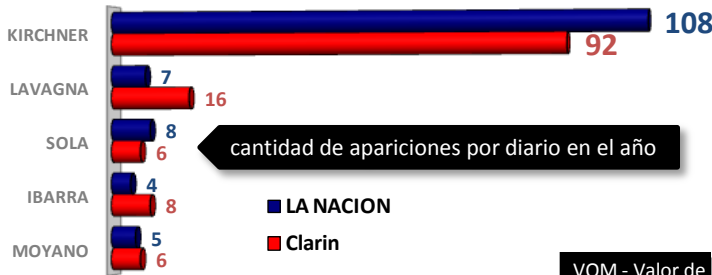 KIRCHNER
108
92
LAVAGNA
7
16
SOLA
8
6
cantidad de apariciones por diario en el año
IBARRA
4
8
LA NACION
MOYANO
5
6
Clarin
VOM - Valor de